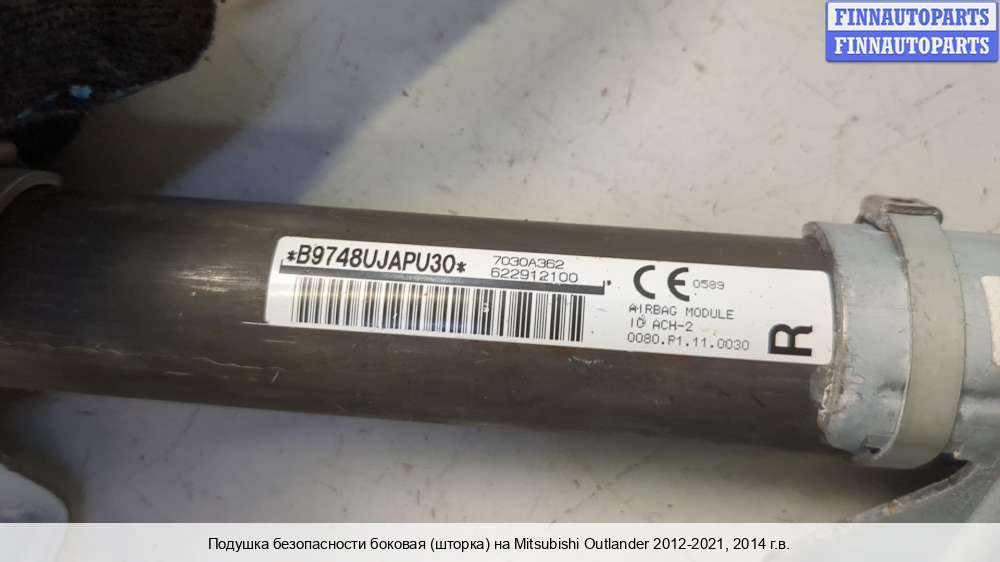 FINNAUTOPARTS
FINNAUTOPARTS
*B9748UJAPU30*
7030A362
622912100
CE 0589
AIRBAG MODULE
ACH-2
0080.P1.11.0030
R
Подушка безопасности боковая (шторка) на Mitsubishi Outlander 2012-2021, 2014 г.в.